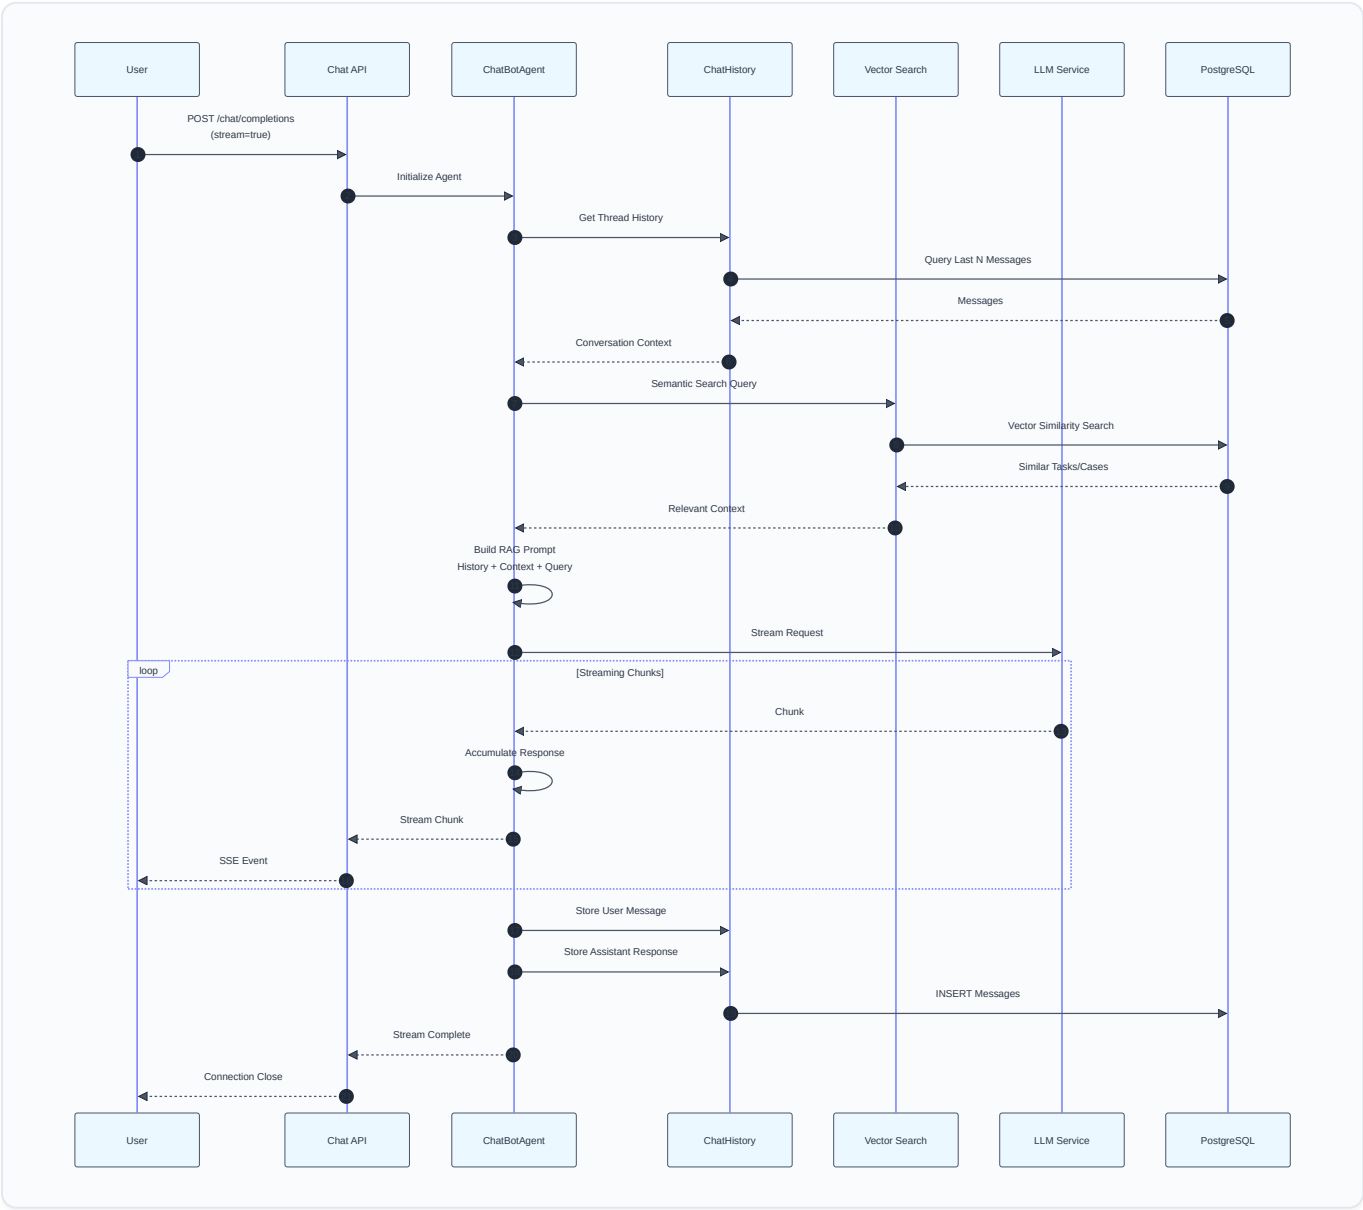 User
Chat API
ChatBotAgent
ChatHistory
Vector Search
LLM Service
PostgreSQL
POST /chat/completions
(stream=true)
Initialize Agent
Get Thread History
Query Last N Messages
Messages
Conversation Context
Semantic Search Query
Vector Similarity Search
Similar Tasks/Cases
Relevant Context
Build RAG Prompt
History + Context + Query
Stream Request
loop
[Streaming Chunks]
Chunk
Accumulate Response
Stream Chunk
SSE Event
Store User Message
Store Assistant Response
INSERT Messages
Stream Complete
Connection Close
User
Chat API
ChatBotAgent
ChatHistory
Vector Search
LLM Service
PostgreSQL